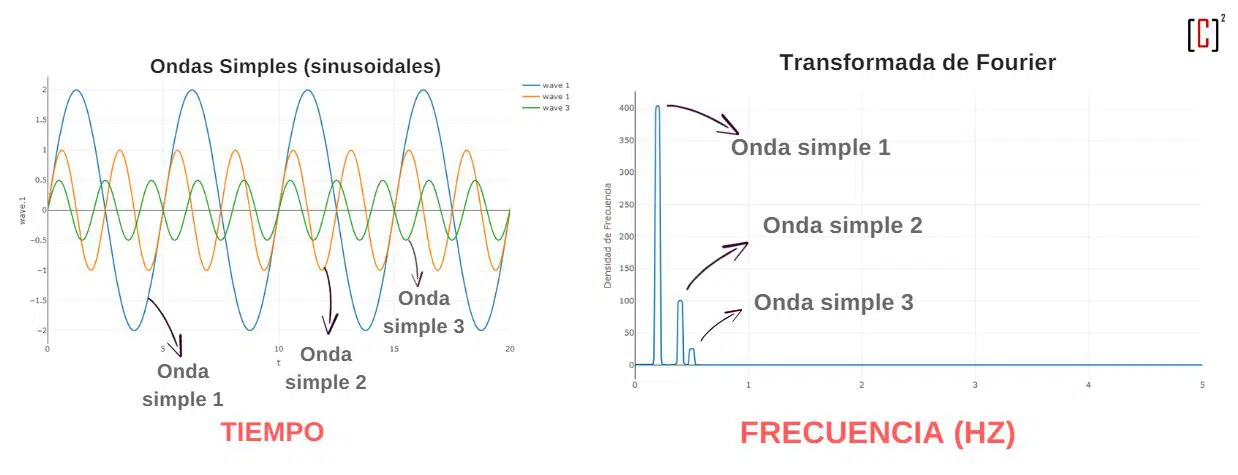 [C]²
Ondas Simples (sinusoidales)
wave 1
wave 1
wave 3
2
1.5
1
0.5
0
−0.5
−1
−1.5
−2
wave.1
0
5
10
15
20
t
Onda
simple 1
Onda
simple 2
Onda
simple 3
TIEMPO
Transformada de Fourier
400
350
300
250
200
150
100
50
0
Densidad de Frecuencia
0
1
2
3
4
5
Onda simple 1
Onda simple 2
Onda simple 3
FRECUENCIA (HZ)